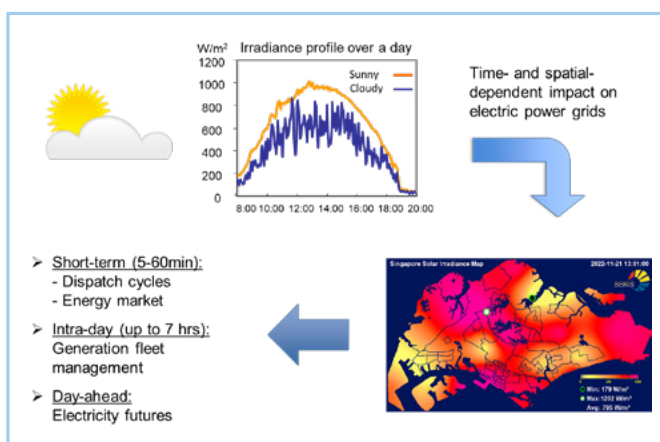 W/m²
Irradiance profile over a day
1200
1000
800
600
400
200
0
Sunny
Cloudy
8:00 10:00 12:00 14:00 16:00 18:00 20:00
Time- and spatial-
dependent impact on
electric power grids
➤ Short-term (5-60min):
- Dispatch cycles
- Energy market
➤ Intra-day (up to 7 hrs):
Generation fleet
management
➤ Day-ahead:
Electricity futures
Singapore Solar Irradiance Map
2022-11-21 13:01:00
SERIS
Min: 179 W/m²
Max: 1202 W/m²
Avg: 795 W/m²